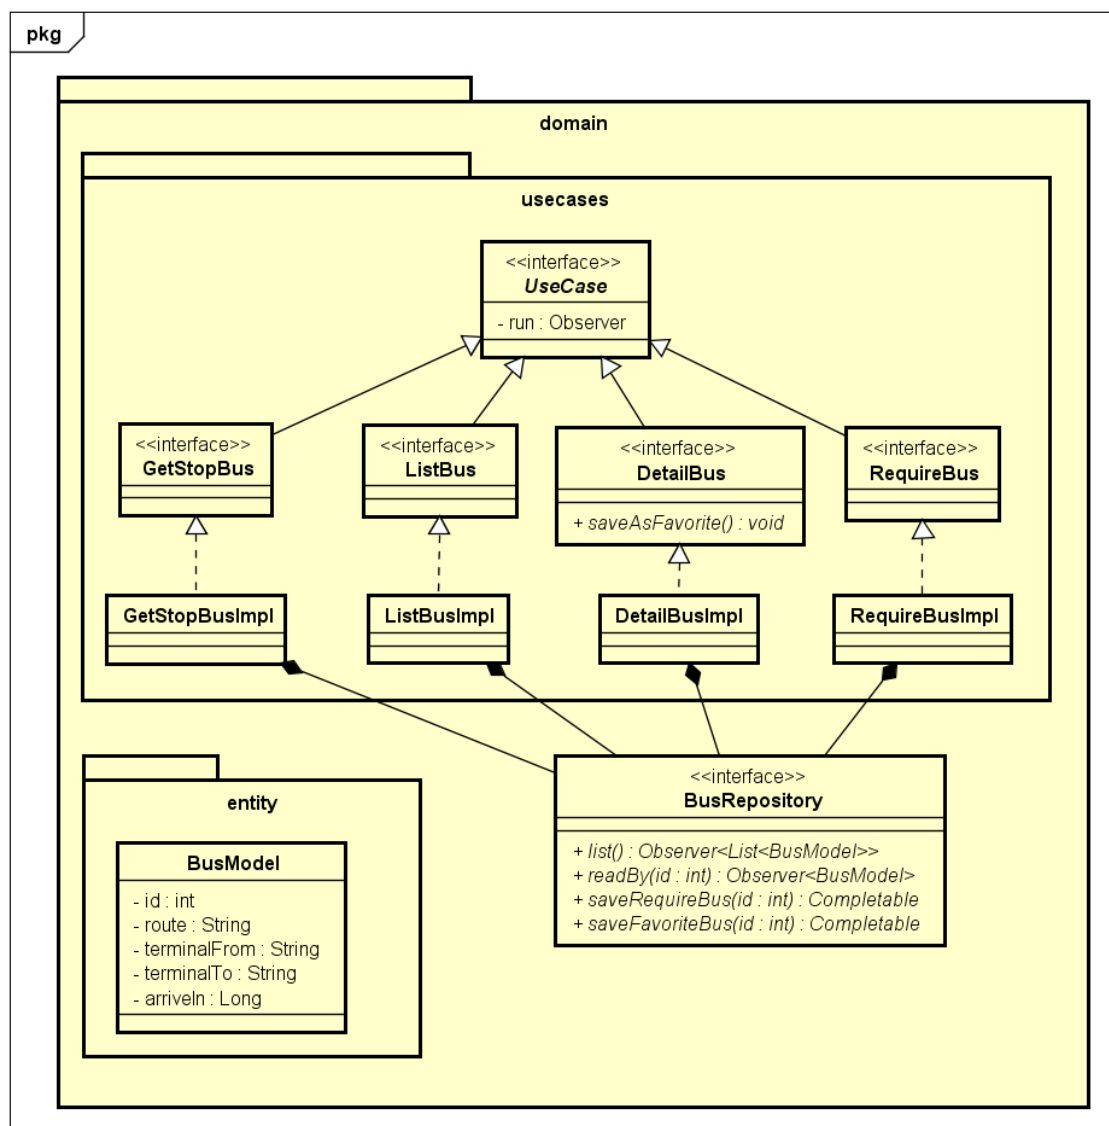 pkg
domain
usecases
<<interface>>
UseCase
- run : Observer
<<interface>>
GetStopBus
<<interface>>
ListBus
<<interface>>
DetailBus
+ saveAsFavorite() : void
<<interface>>
RequireBus
GetStopBusImpl
ListBusImpl
DetailBusImpl
RequireBusImpl
entity
BusModel
- id : int
- route : String
- terminalFrom : String
- terminalTo : String
- arriveIn : Long
<<interface>>
BusRepository
+ list() : Observer<List<BusModel>>
+ readBy(id : int) : Observer<BusModel>
+ saveRequireBus(id : int) : Completable
+ saveFavoriteBus(id : int) : Completable